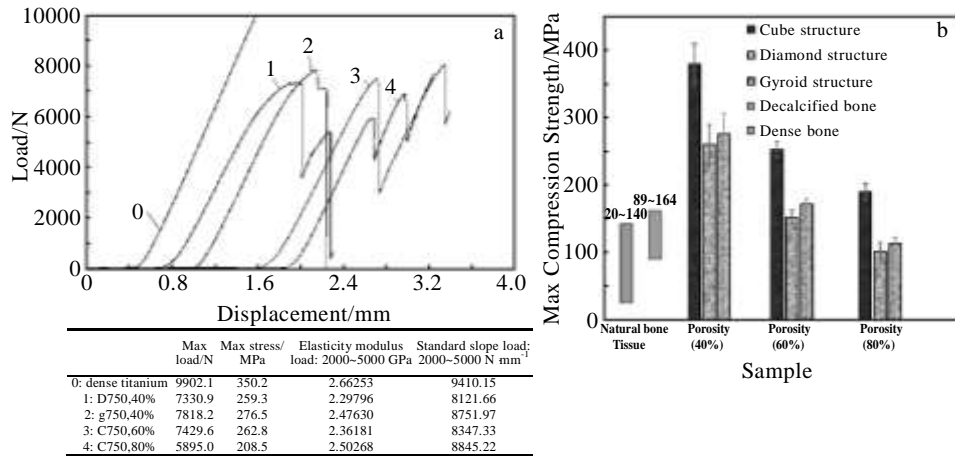 a
Load/N
10000
8000
6000
4000
2000
0
0
1
2
3
4
0 0.8 1.6 2.4 3.2 4.0
Displacement/mm
Max load/N Max stress/ MPa Elasticity modulus load: 2000~5000 GPa Standard slope load: 2000~5000 N mm-1
0: dense titanium 9902.1 350.2 2.66253 9410.15
1: D750,40% 7330.9 259.3 2.29796 8121.66
2: g750,40% 7818.2 276.5 2.47630 8751.97
3: C750,60% 7429.6 262.8 2.36181 8347.33
4: C750,80% 5895.0 208.5 2.50268 8845.22
b
Max Compression Strength/MPa
400
300
200
100
0
Cube structure
Diamond structure
Gyroid structure
Decalcified bone
Dense bone
89~164
20~140
Natural bone Tissue
Porosity (40%)
Porosity (60%)
Porosity (80%)
Sample